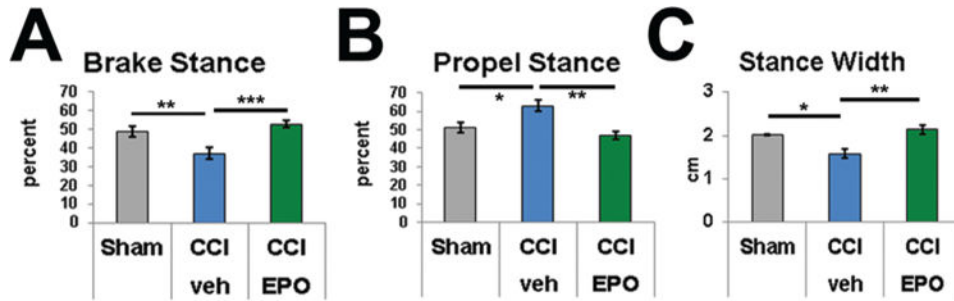 A
Brake Stance
percent
70
60
50
40
30
20
10
0
** ***
Sham CCI CCI
veh EPO
B
Propel Stance
percent
70
60
50
40
30
20
10
0
* **
Sham CCI CCI
veh EPO
C
Stance Width
cm
3
2
1
0
* **
Sham CCI CCI
veh EPO